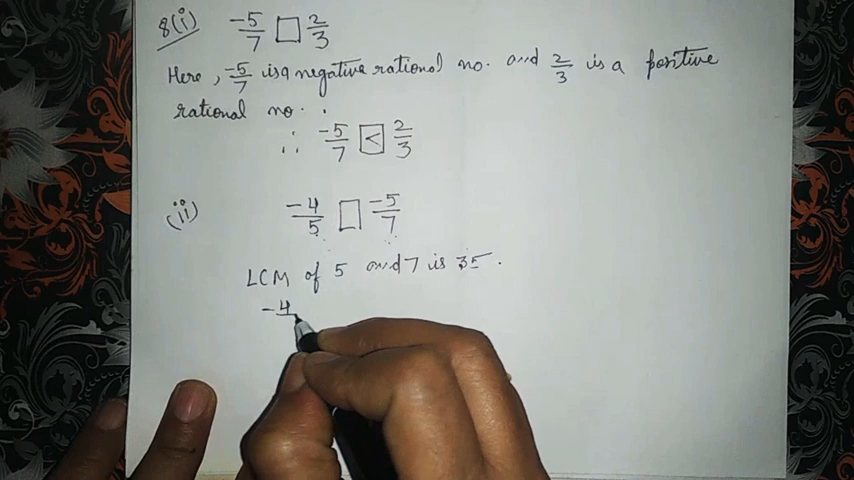 8(i) -5/7 □ 2/3
Here, -5/7 is a negative rational no. and 2/3 is a positive
rational no.
∴ -5/7 < 2/3
(ii) -4/5 □ -5/7
LCM of 5 and 7 is 35.
-4